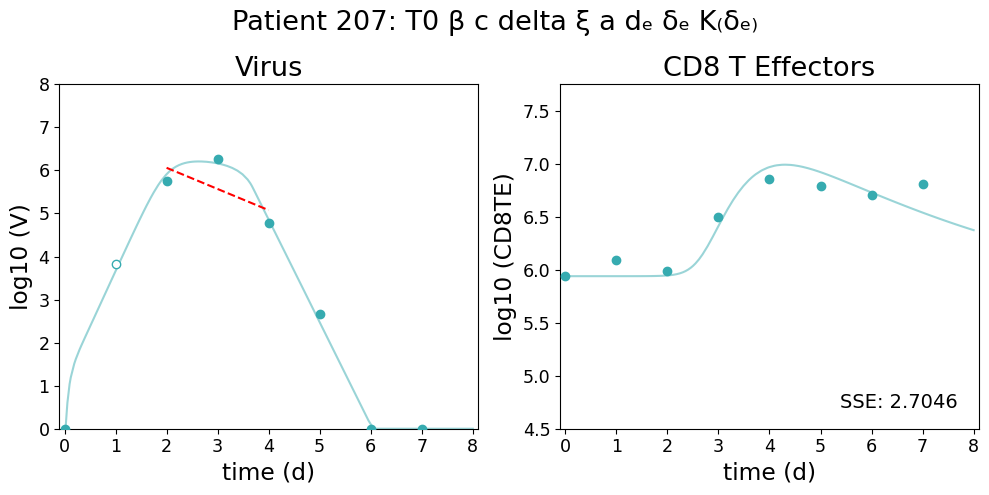 Patient 207: T0 β c delta ξ a dₑ δₑ K₍δₑ₎
Virus
CD8 T Effectors
log10 (V)
8
7
6
5
4
3
2
1
0
0 1 2 3 4 5 6 7 8
time (d)
log10 (CD8TE)
7.5
7.0
6.5
6.0
5.5
5.0
4.5
SSE: 2.7046
0 1 2 3 4 5 6 7 8
time (d)